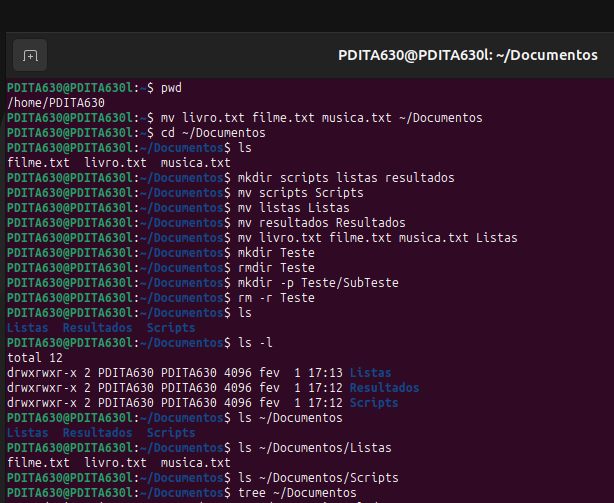 PDITA630@PDITA630l: ~/Documentos
PDITA630@PDITA630l:~$ pwd
/home/PDITA630
PDITA630@PDITA630l:~$ mv livro.txt filme.txt musica.txt ~/Documentos
PDITA630@PDITA630l:~$ cd ~/Documentos
PDITA630@PDITA630l:~/Documentos$ ls
filme.txt  livro.txt  musica.txt
PDITA630@PDITA630l:~/Documentos$ mkdir scripts listas resultados
PDITA630@PDITA630l:~/Documentos$ mv scripts Scripts
PDITA630@PDITA630l:~/Documentos$ mv listas Listas
PDITA630@PDITA630l:~/Documentos$ mv resultados Resultados
PDITA630@PDITA630l:~/Documentos$ mv livro.txt filme.txt musica.txt Listas
PDITA630@PDITA630l:~/Documentos$ mkdir Teste
PDITA630@PDITA630l:~/Documentos$ rmdir Teste
PDITA630@PDITA630l:~/Documentos$ mkdir -p Teste/SubTeste
PDITA630@PDITA630l:~/Documentos$ rm -r Teste
PDITA630@PDITA630l:~/Documentos$ ls
Listas  Resultados  Scripts
PDITA630@PDITA630l:~/Documentos$ ls -l
total 12
drwxrwxr-x 2 PDITA630 PDITA630 4096 fev  1 17:13 Listas
drwxrwxr-x 2 PDITA630 PDITA630 4096 fev  1 17:12 Resultados
drwxrwxr-x 2 PDITA630 PDITA630 4096 fev  1 17:12 Scripts
PDITA630@PDITA630l:~/Documentos$ ls ~/Documentos
Listas  Resultados  Scripts
PDITA630@PDITA630l:~/Documentos$ ls ~/Documentos/Listas
filme.txt  livro.txt  musica.txt
PDITA630@PDITA630l:~/Documentos$ ls ~/Documentos/Scripts
PDITA630@PDITA630l:~/Documentos$ tree ~/Documentos